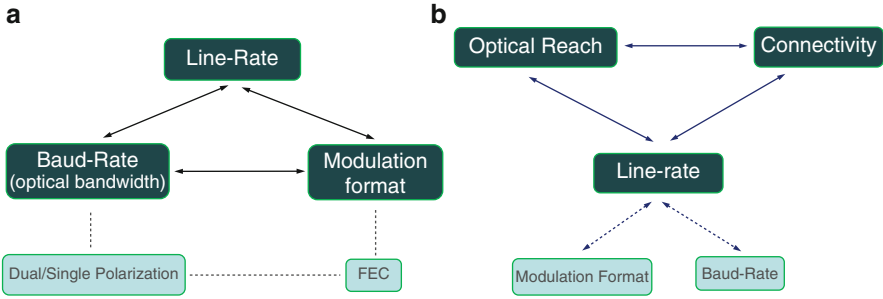 a
Line-Rate
Baud-Rate
(optical bandwidth)
Modulation
format
Dual/Single Polarization
FEC
b
Optical Reach
Connectivity
Line-rate
Modulation Format
Baud-Rate